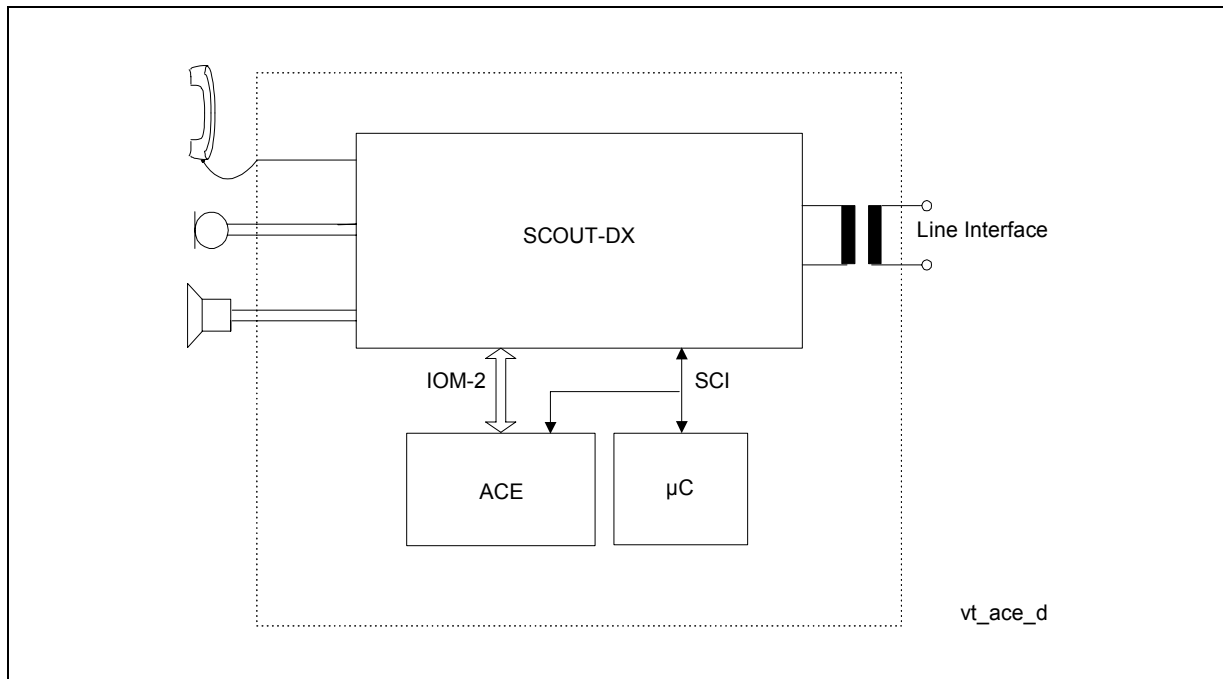 SCOUT-DX
Line Interface
IOM-2
SCI
ACE
µC
vt_ace_d